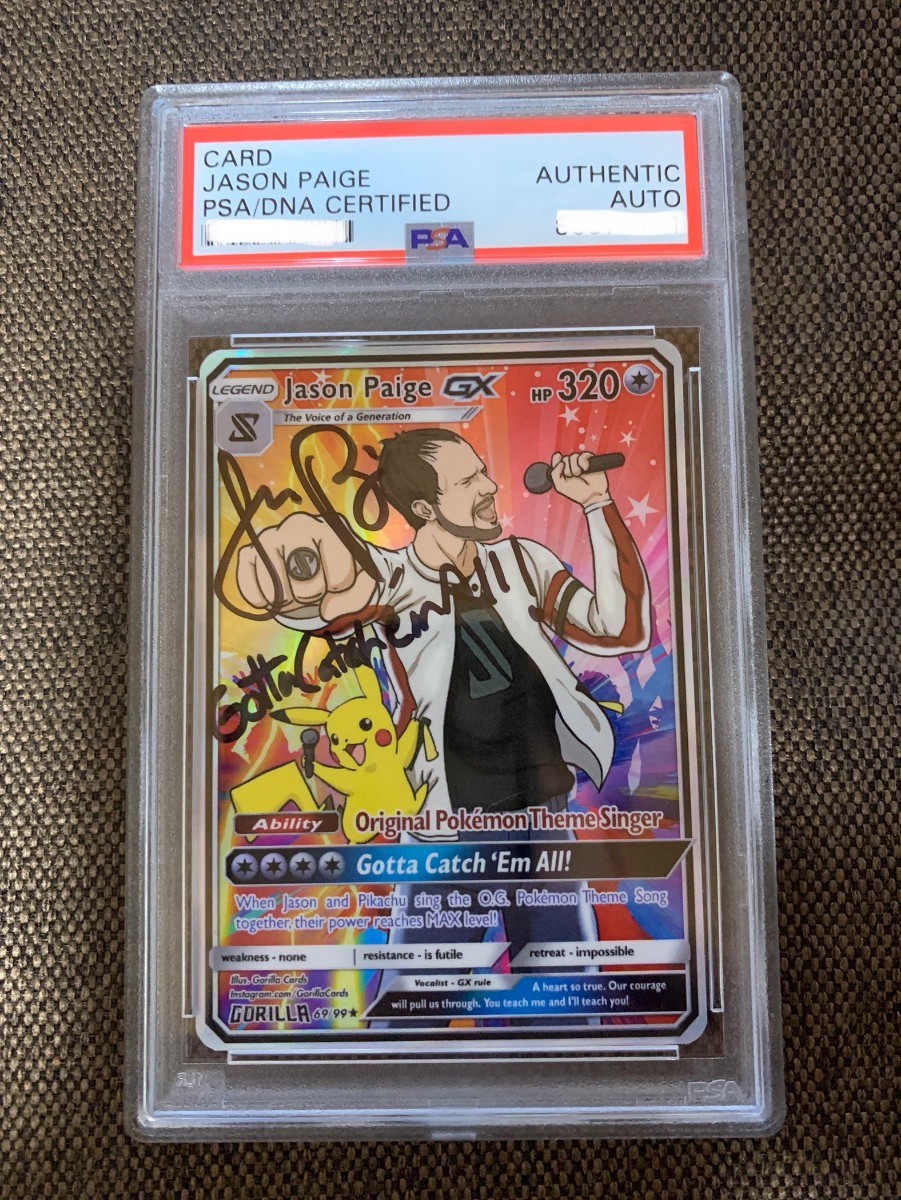 CARD
JASON PAIGE
PSA/DNA CERTIFIED
AUTHENTIC
AUTO
PSA
LEGEND Jason Paige GX HP 320
The Voice of a Generation
Gotta Catch Em All!!
Ability Original Pokémon Theme Singer
Gotta Catch 'Em All!
When Jason and Pikachu sing the O.G. Pokémon Theme Song
together, their power reaches MAX level!
weakness - none resistance - is futile retreat - impossible
Illus. Gorilla Cards
Instagram.com/GorillaCards
GORILLA 69/99★
Vocalist - GX rule
A heart so true. Our courage
will pull us through. You teach me and I'll teach you!
PSA